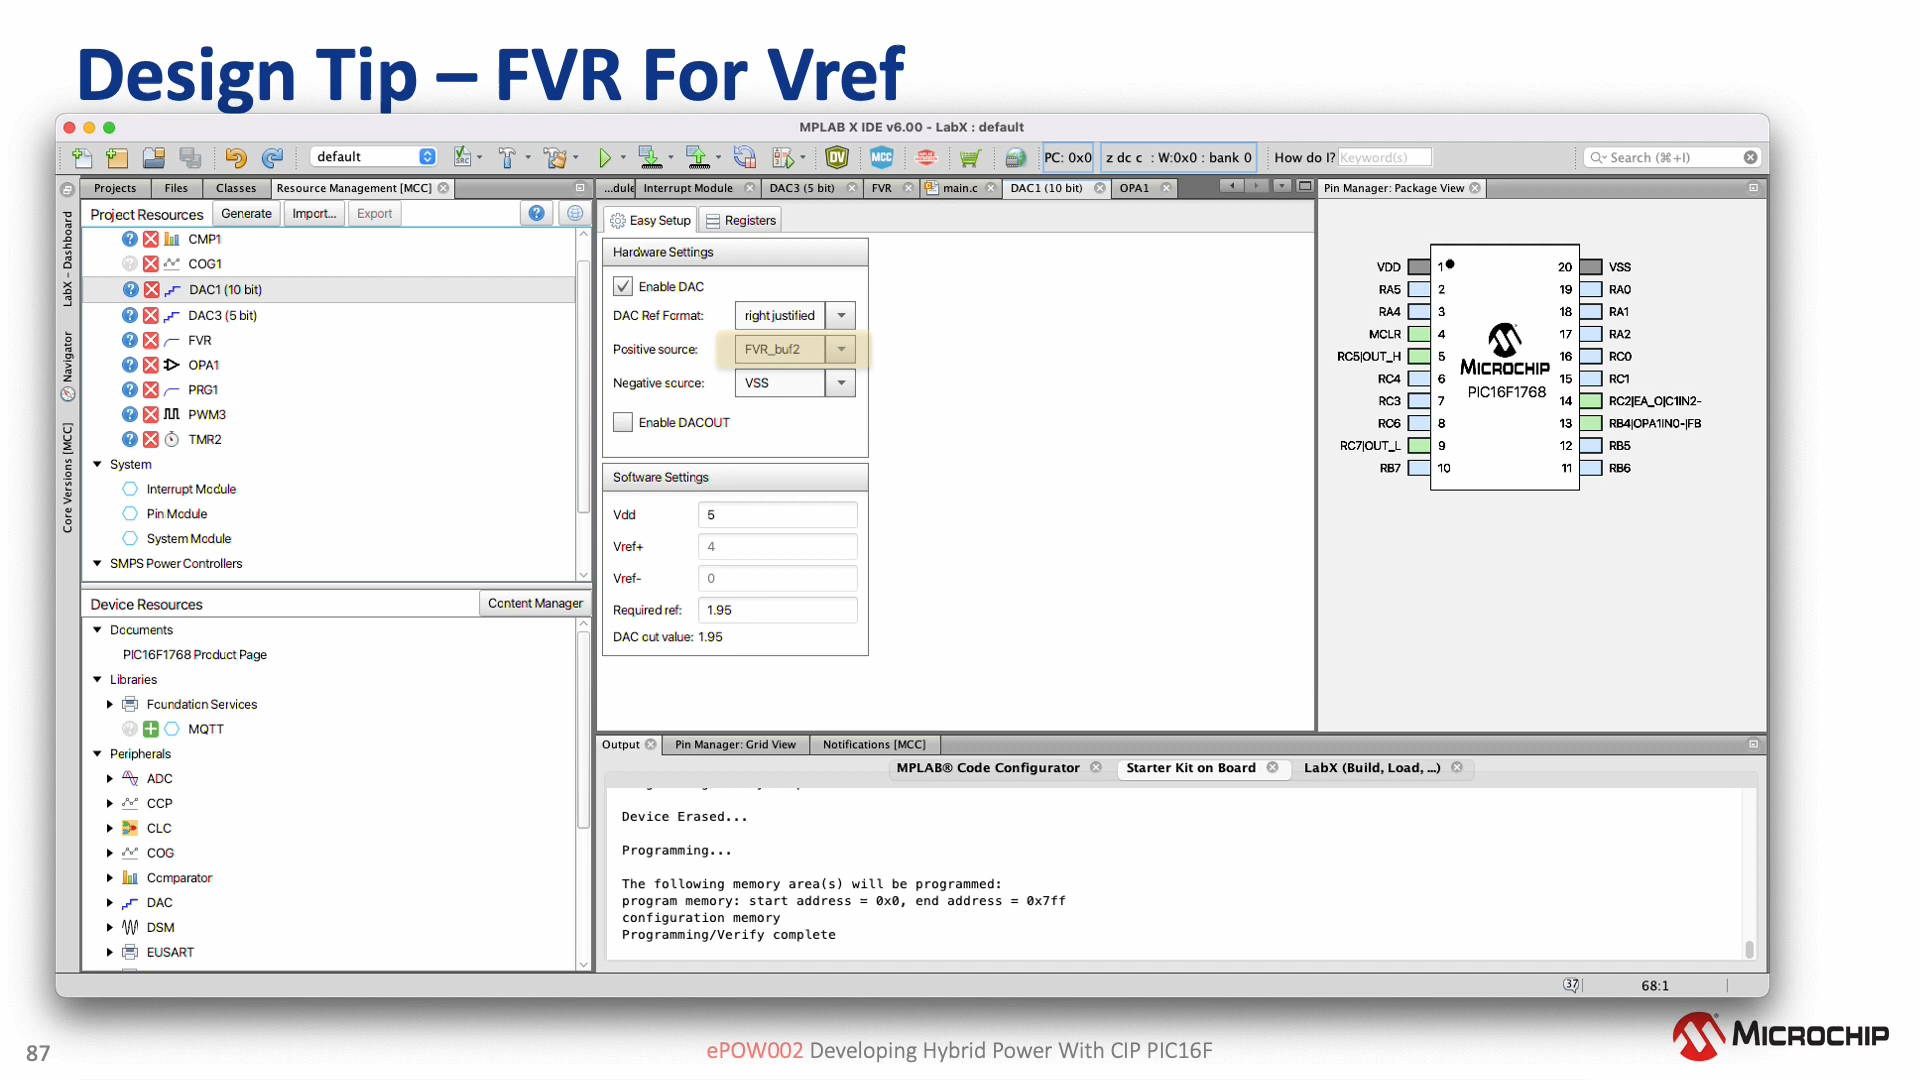 Design Tip – FVR For Vref
MPLAB X IDE v6.00 - LabX : default
default
SRC
DV
MCC
PC: 0x0
z dc c : W:0x0 : bank 0
How do I? Keyword(s)
Search (⌘+I)
Projects
Files
Classes
Resource Management [MCC]
...dule
Interrupt Module
DAC3 (5 bit)
FVR
main.c
DAC1 (10 bit)
OPA1
Pin Manager: Package View
LabX - Dashboard
Navigator
Core Versions [MCC]
Project Resources
Generate
Import...
Export
CMP1
COG1
DAC1 (10 bit)
DAC3 (5 bit)
FVR
OPA1
PRG1
PWM3
TMR2
System
Interrupt Module
Pin Module
System Module
SMPS Power Controllers
Device Resources
Content Manager
Documents
PIC16F1768 Product Page
Libraries
Foundation Services
MQTT
Peripherals
ADC
CCP
CLC
COG
Comparator
DAC
DSM
EUSART
Easy Setup
Registers
Hardware Settings
Enable DAC
DAC Ref Format: right justified
Positive source: FVR_buf2
Negative source: VSS
Enable DACOUT
Software Settings
Vdd 5
Vref+ 4
Vref- 0
Required ref: 1.95
DAC out value: 1.95
VDD 1 20 VSS
RA5 2 19 RA0
RA4 3 18 RA1
MCLR 4 17 RA2
RC5|OUT_H 5 16 RC0
RC4 6 15 RC1
RC3 7 14 RC2|EA_O|C1IN2-
RC6 8 13 RB4|OPA1IN0-|FB
RC7|OUT_L 9 12 RB5
RB7 10 11 RB6
MICROCHIP
PIC16F1768
Output
Pin Manager: Grid View
Notifications [MCC]
MPLAB® Code Configurator
Starter Kit on Board
LabX (Build, Load, ...)
Device Erased...
Programming...
The following memory area(s) will be programmed:
program memory: start address = 0x0, end address = 0x7ff
configuration memory
Programming/Verify complete
37
68:1
87
ePOW002 Developing Hybrid Power With CIP PIC16F
MICROCHIP